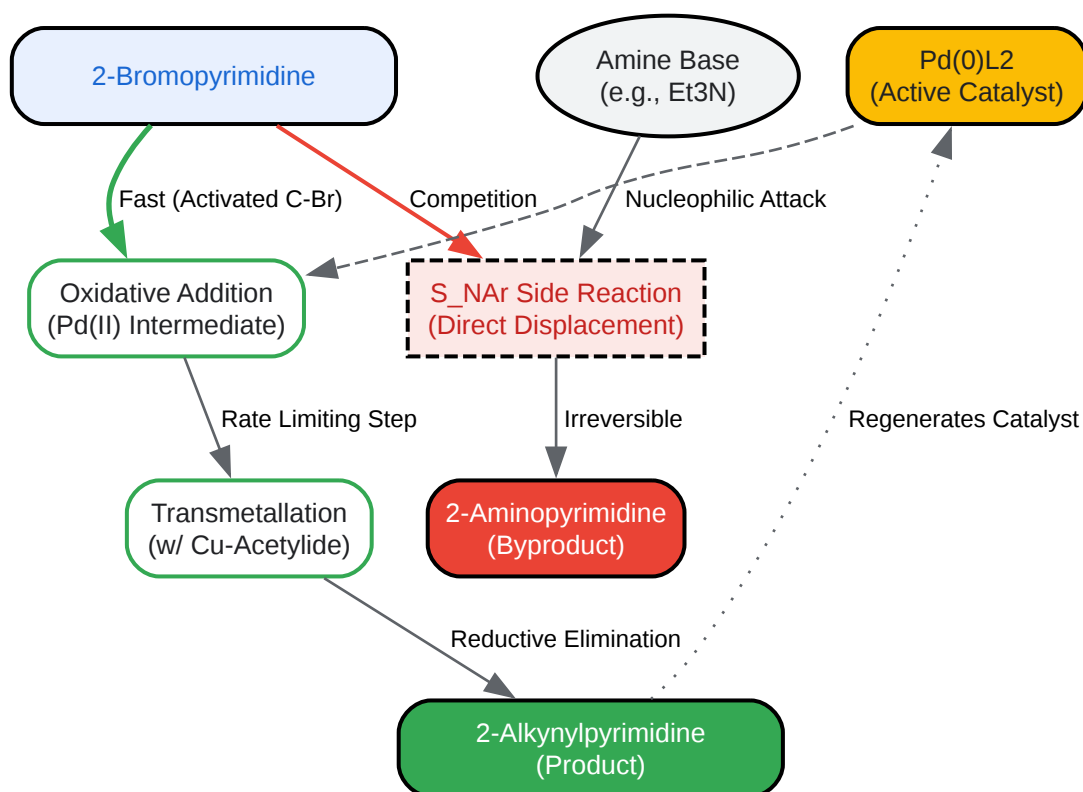 2-Bromopyrimidine
Amine Base
(e.g., Et3N)
Pd(0)L2
(Active Catalyst)
Fast (Activated C-Br)
Competition
Nucleophilic Attack
Oxidative Addition
(Pd(II) Intermediate)
S_NAr Side Reaction
(Direct Displacement)
Rate Limiting Step
Irreversible
Regenerates Catalyst
Transmetallation
(w/ Cu-Acetylide)
2-Aminopyrimidine
(Byproduct)
Reductive Elimination
2-Alkynylpyrimidine
(Product)